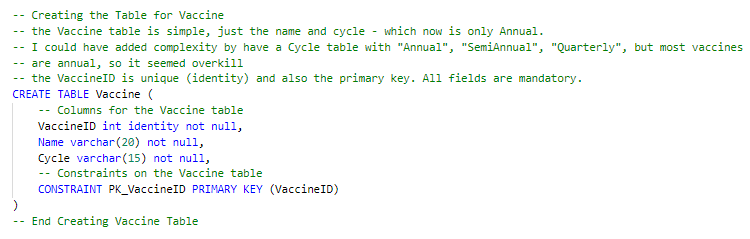 -- Creating the Table for Vaccine
-- the Vaccine table is simple, just the name and cycle - which now is only Annual.
-- I could have added complexity by have a Cycle table with "Annual", "SemiAnnual", "Quarterly", but most vaccines
-- are annual, so it seemed overkill
-- the VaccineID is unique (identity) and also the primary key. All fields are mandatory.
CREATE TABLE Vaccine (
    -- Columns for the Vaccine table
    VaccineID int identity not null,
    Name varchar(20) not null,
    Cycle varchar(15) not null,
    -- Constraints on the Vaccine table
    CONSTRAINT PK_VaccineID PRIMARY KEY (VaccineID)
)
-- End Creating Vaccine Table